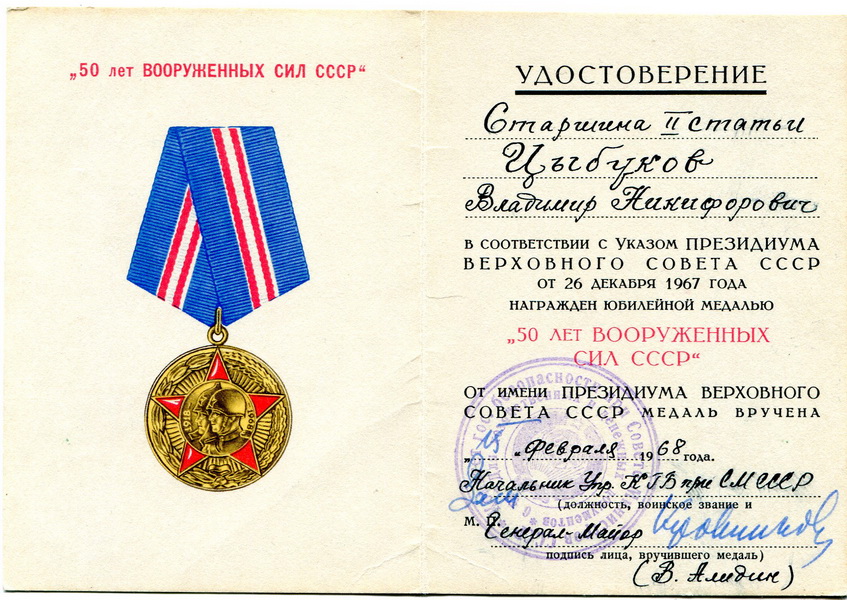 „50 лет ВООРУЖЕННЫХ СИЛ СССР“
УДОСТОВЕРЕНИЕ
Старшина II статьи
Цыбуков
Владимир Никифорович
В СООТВЕТСТВИИ С УКАЗОМ ПРЕЗИДИУМА
ВЕРХОВНОГО СОВЕТА СССР
ОТ 26 ДЕКАБРЯ 1967 ГОДА
НАГРАЖДЕН ЮБИЛЕЙНОЙ МЕДАЛЬЮ
„50 ЛЕТ ВООРУЖЕННЫХ
СИЛ СССР“
ОТ ИМЕНИ ПРЕЗИДИУМА ВЕРХОВНОГО
СОВЕТА СССР МЕДАЛЬ ВРУЧЕНА
февраля 1968 года.
Начальник Упр. КГБ при СМ СССР
(должность, воинское звание и
М. П.
Генерал-Майор
подпись лица, вручившего медаль)
(В. Алидин)
1918